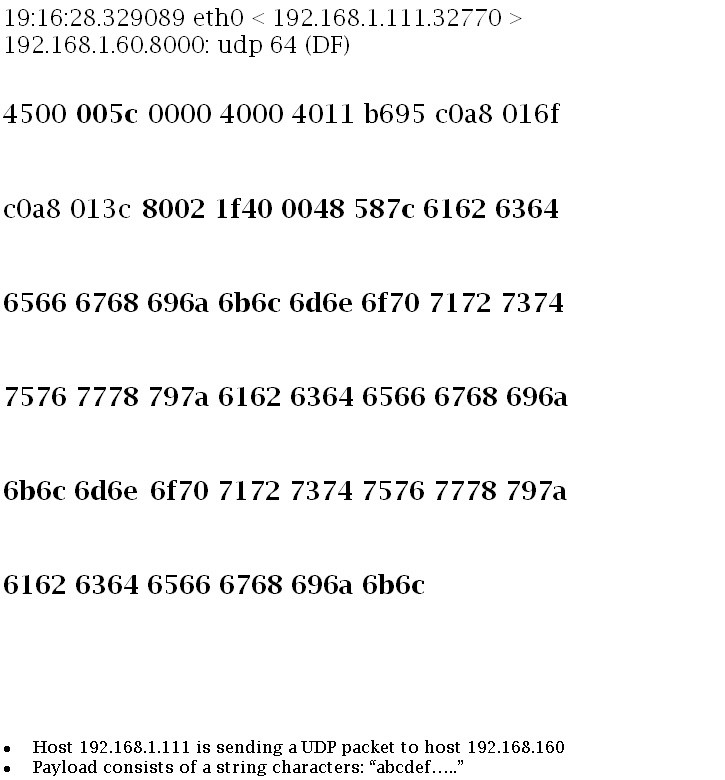 19:16:28.329089 eth0 < 192.168.1.111.32770 >
192.168.1.60.8000: udp 64 (DF)
4500 005c 0000 4000 4011 b695 c0a8 016f
c0a8 013c 8002 1f40 0048 587c 6162 6364
6566 6768 696a 6b6c 6d6e 6f70 7172 7374
7576 7778 797a 6162 6364 6566 6768 696a
6b6c 6d6e 6f70 7172 7374 7576 7778 797a
6162 6364 6566 6768 696a 6b6c
• Host 192.168.1.111 is sending a UDP packet to host 192.168.160
• Payload consists of a string characters: “abcdef…..”